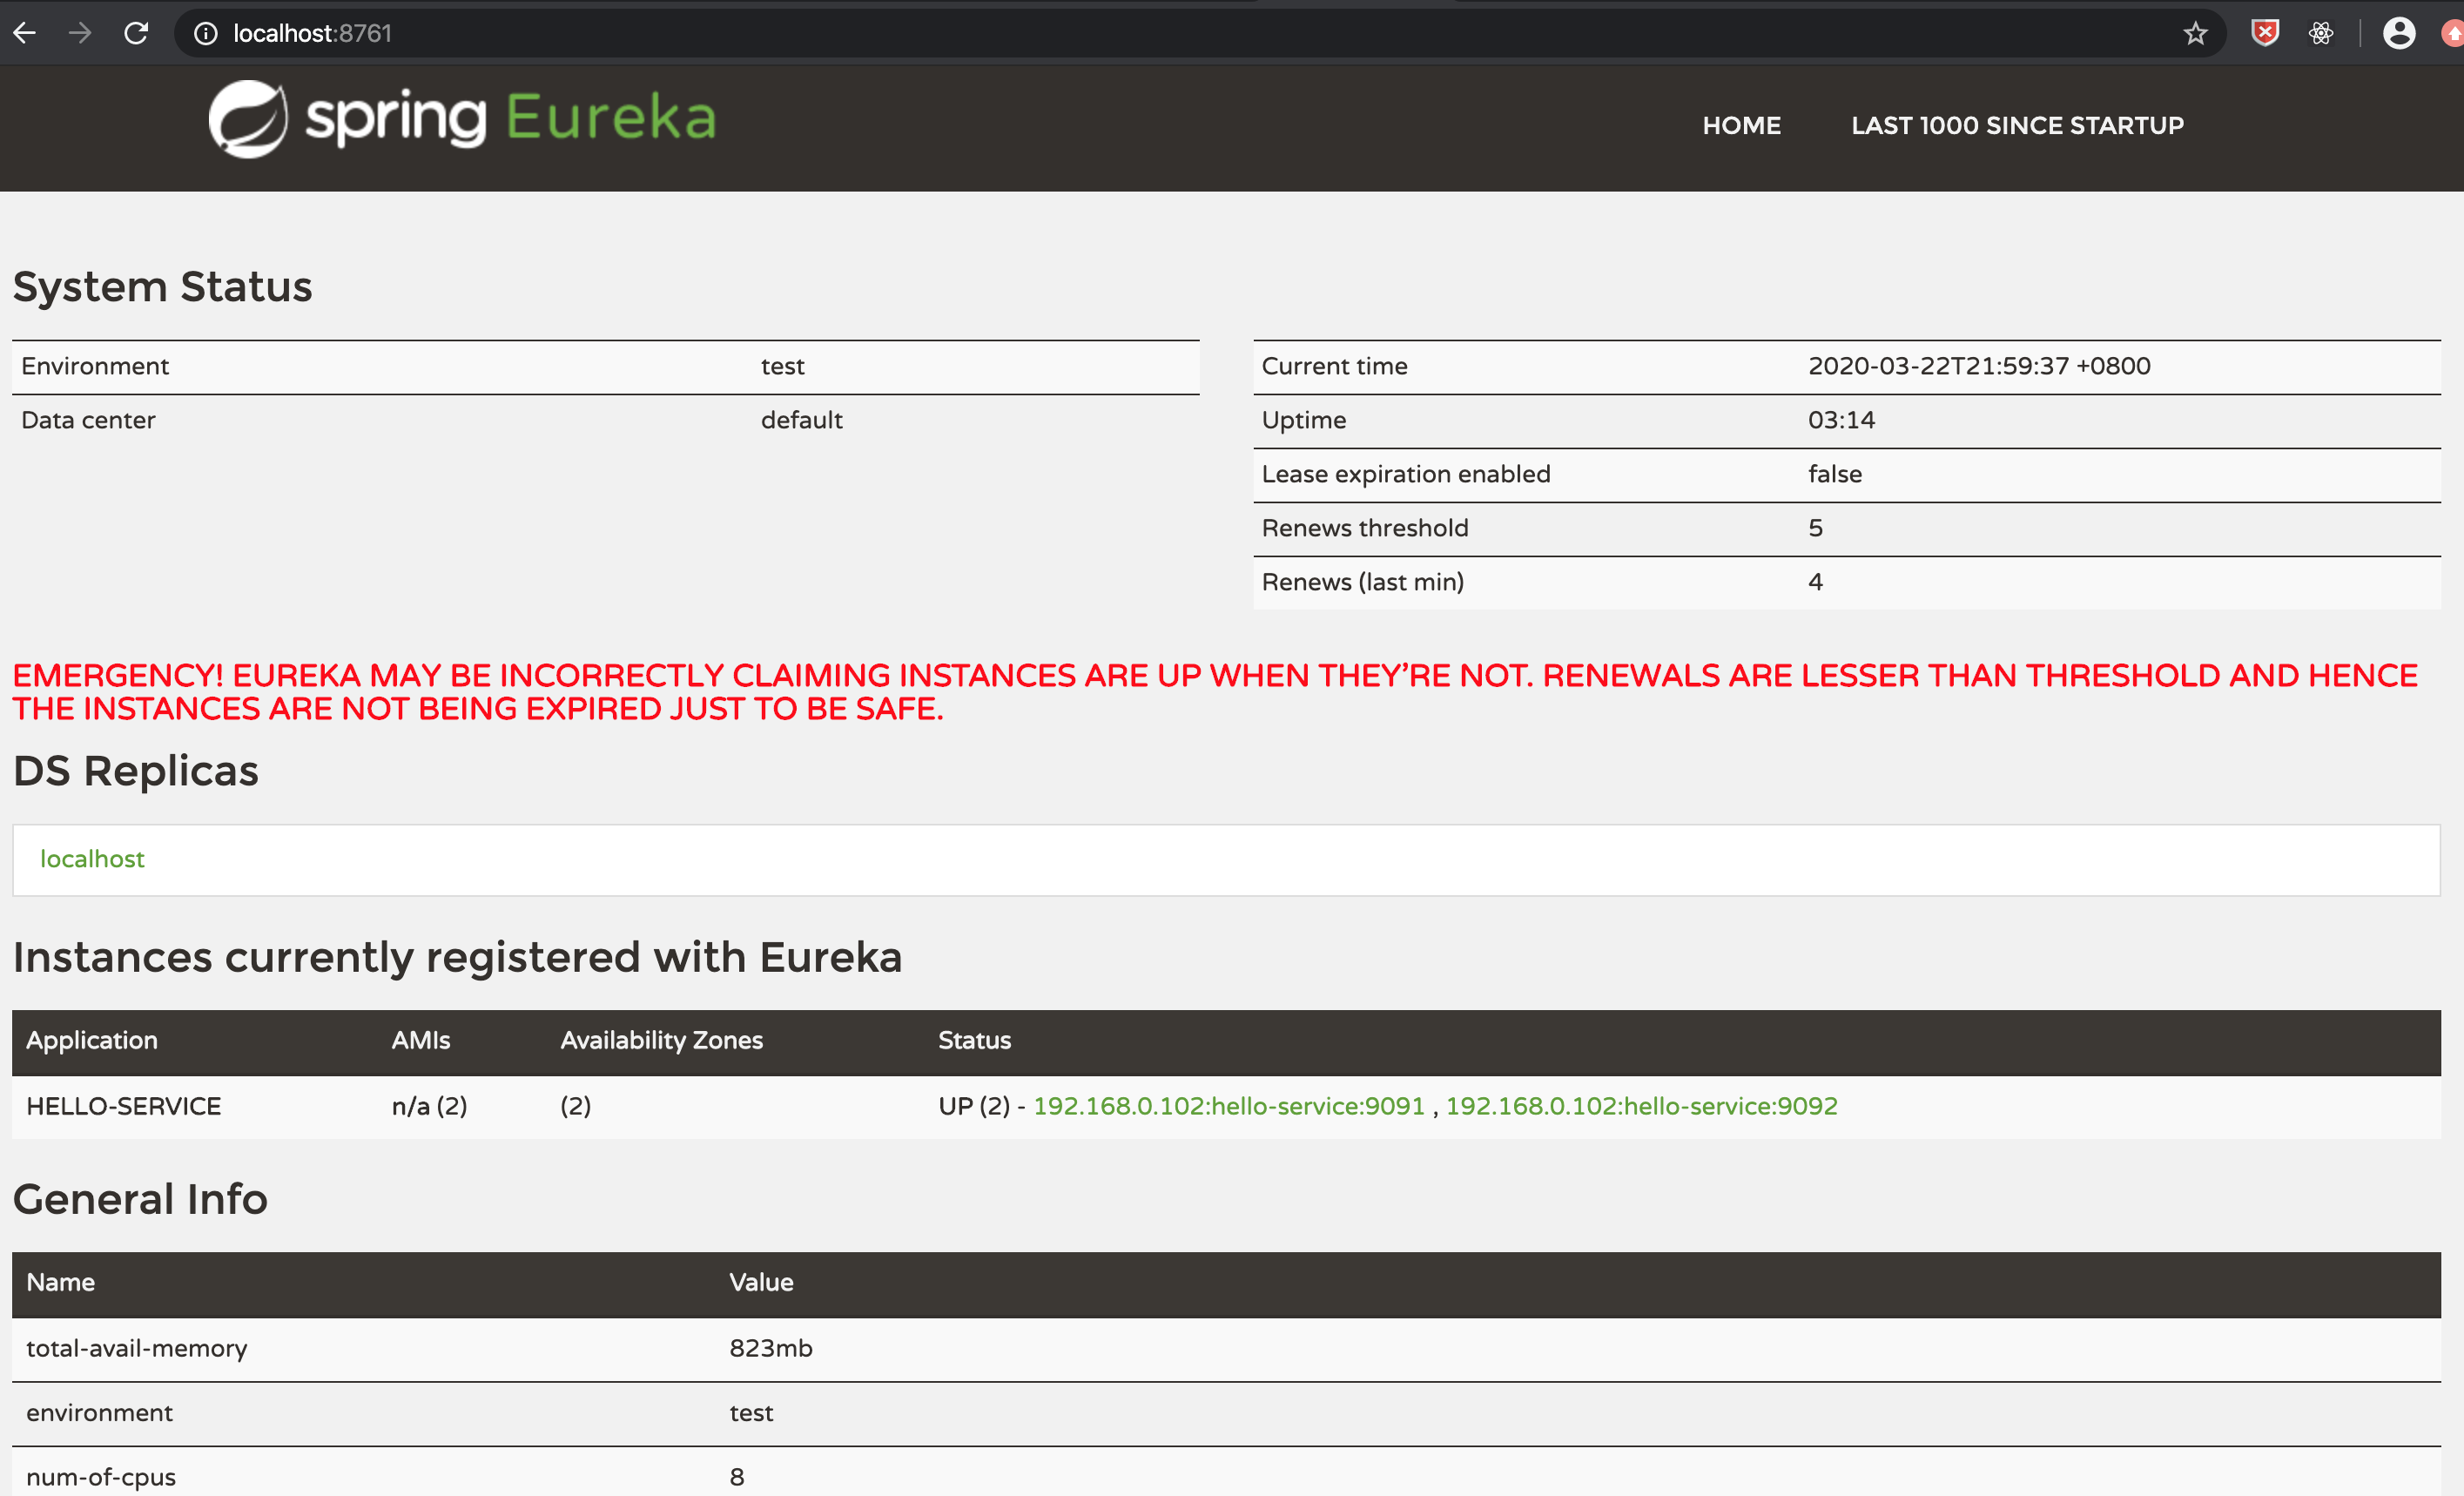 localhost:8761
spring Eureka
HOME LAST 1000 SINCE STARTUP
System Status
Environment test
Data center default
Current time 2020-03-22T21:59:37 +0800
Uptime 03:14
Lease expiration enabled false
Renews threshold 5
Renews (last min) 4
EMERGENCY! EUREKA MAY BE INCORRECTLY CLAIMING INSTANCES ARE UP WHEN THEY’RE NOT. RENEWALS ARE LESSER THAN THRESHOLD AND HENCE
THE INSTANCES ARE NOT BEING EXPIRED JUST TO BE SAFE.
DS Replicas
localhost
Instances currently registered with Eureka
Application AMIs Availability Zones Status
HELLO-SERVICE n/a (2) (2) UP (2) - 192.168.0.102:hello-service:9091 , 192.168.0.102:hello-service:9092
General Info
Name Value
total-avail-memory 823mb
environment test
num-of-cpus 8